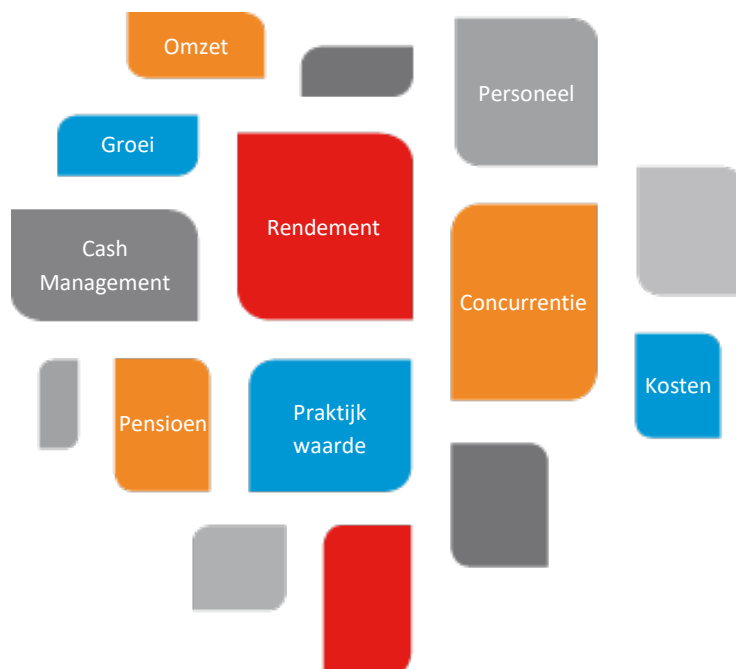 Omzet
Personeel
Groei
Rendement
Cash
Management
Concurrentie
Kosten
Pensioen
Praktijk
waarde